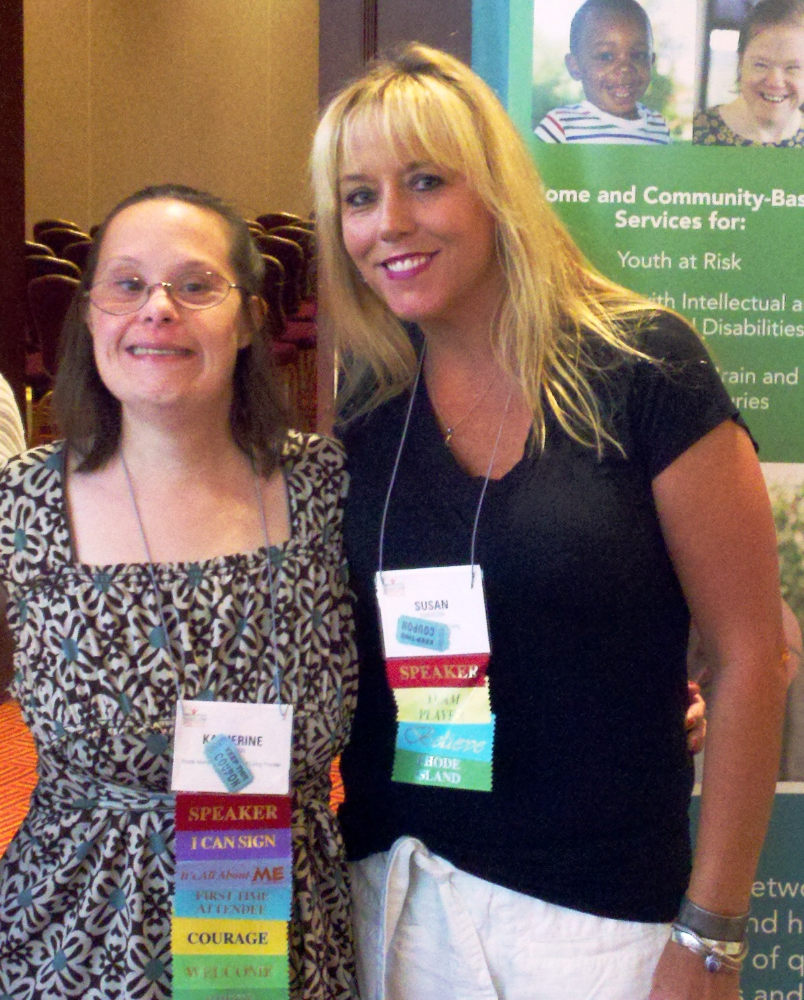 ome and Community-Bas
Services for:
Youth at Risk
ith Intellectual a
l Disabilities
rain and
uries
SUSAN
KEEP THIS
COUPON
SPEAKER
TEAM
PLAYER
Believe
RHODE
ISLAND
KATHERINE
KEEP THIS
COUPON
SPEAKER
I CAN SIGN
It's All About ME
FIRST TIME
ATTENDEE
COURAGE
WELCOME
etwo
nd h
of q
s and